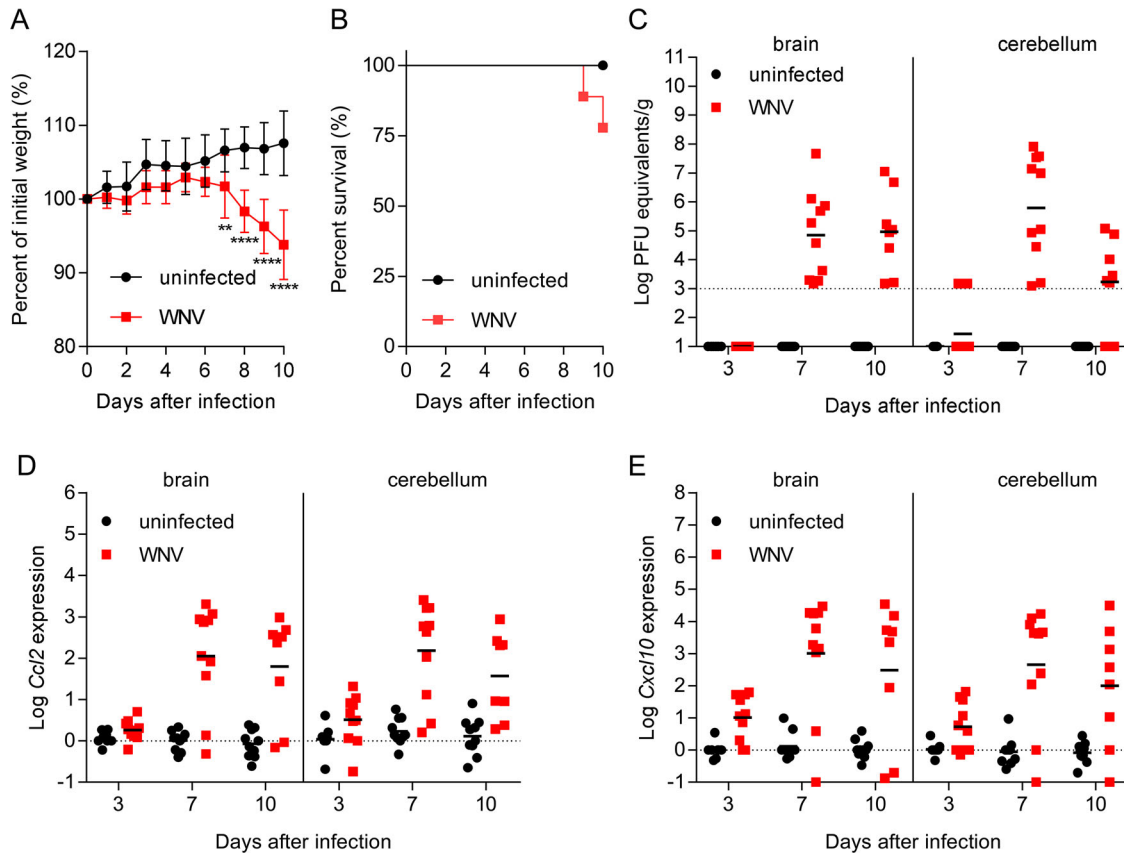 A
Percent of initial weight (%)
120
110
100
90
80
uninfected
WNV
**
****
****
****
0 2 4 6 8 10
Days after infection
B
Percent survival (%)
100
75
50
25
0
uninfected
WNV
0 2 4 6 8 10
Days after infection
C
brain cerebellum
uninfected
WNV
Log PFU equivalents/g
11
10
9
8
7
6
5
4
3
2
1
3 7 10 3 7 10
Days after infection
D
brain cerebellum
uninfected
WNV
Log Ccl2 expression
6
5
4
3
2
1
0
-1
3 7 10 3 7 10
Days after infection
E
brain cerebellum
uninfected
WNV
Log Cxcl10 expression
8
7
6
5
4
3
2
1
0
-1
3 7 10 3 7 10
Days after infection